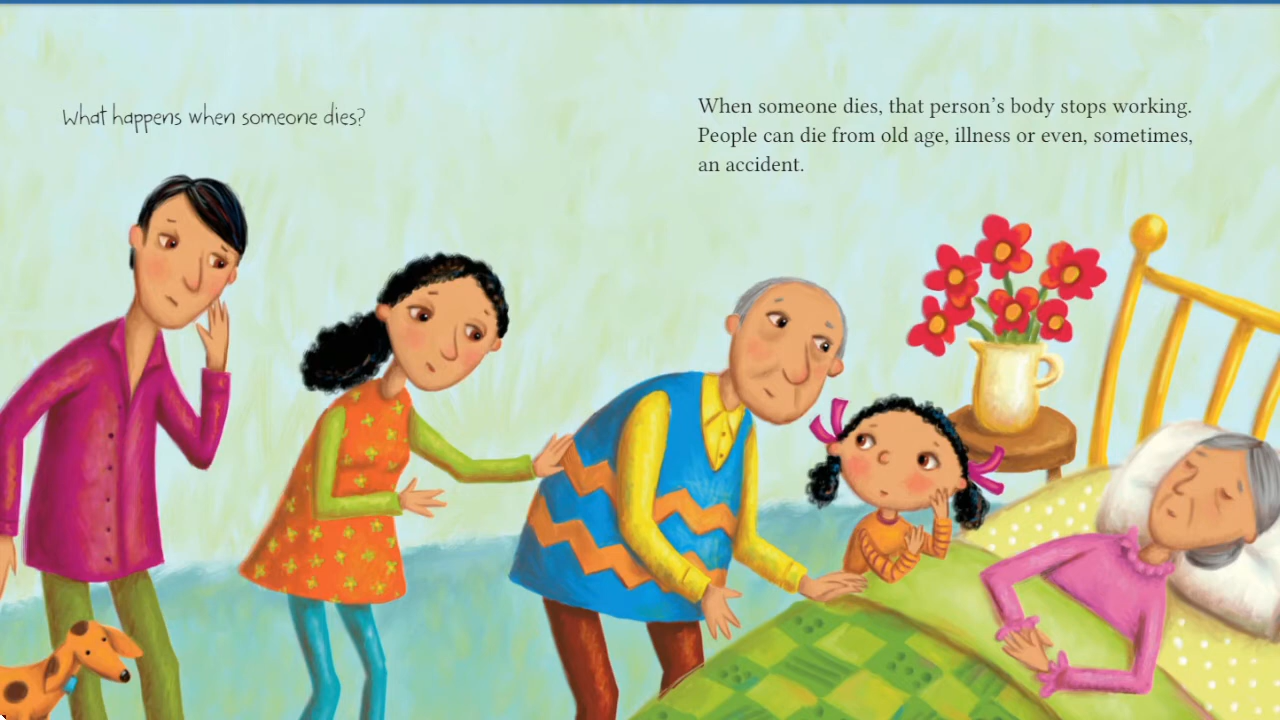 What happens when someone dies?
When someone dies, that person’s body stops working.
People can die from old age, illness or even, sometimes,
an accident.